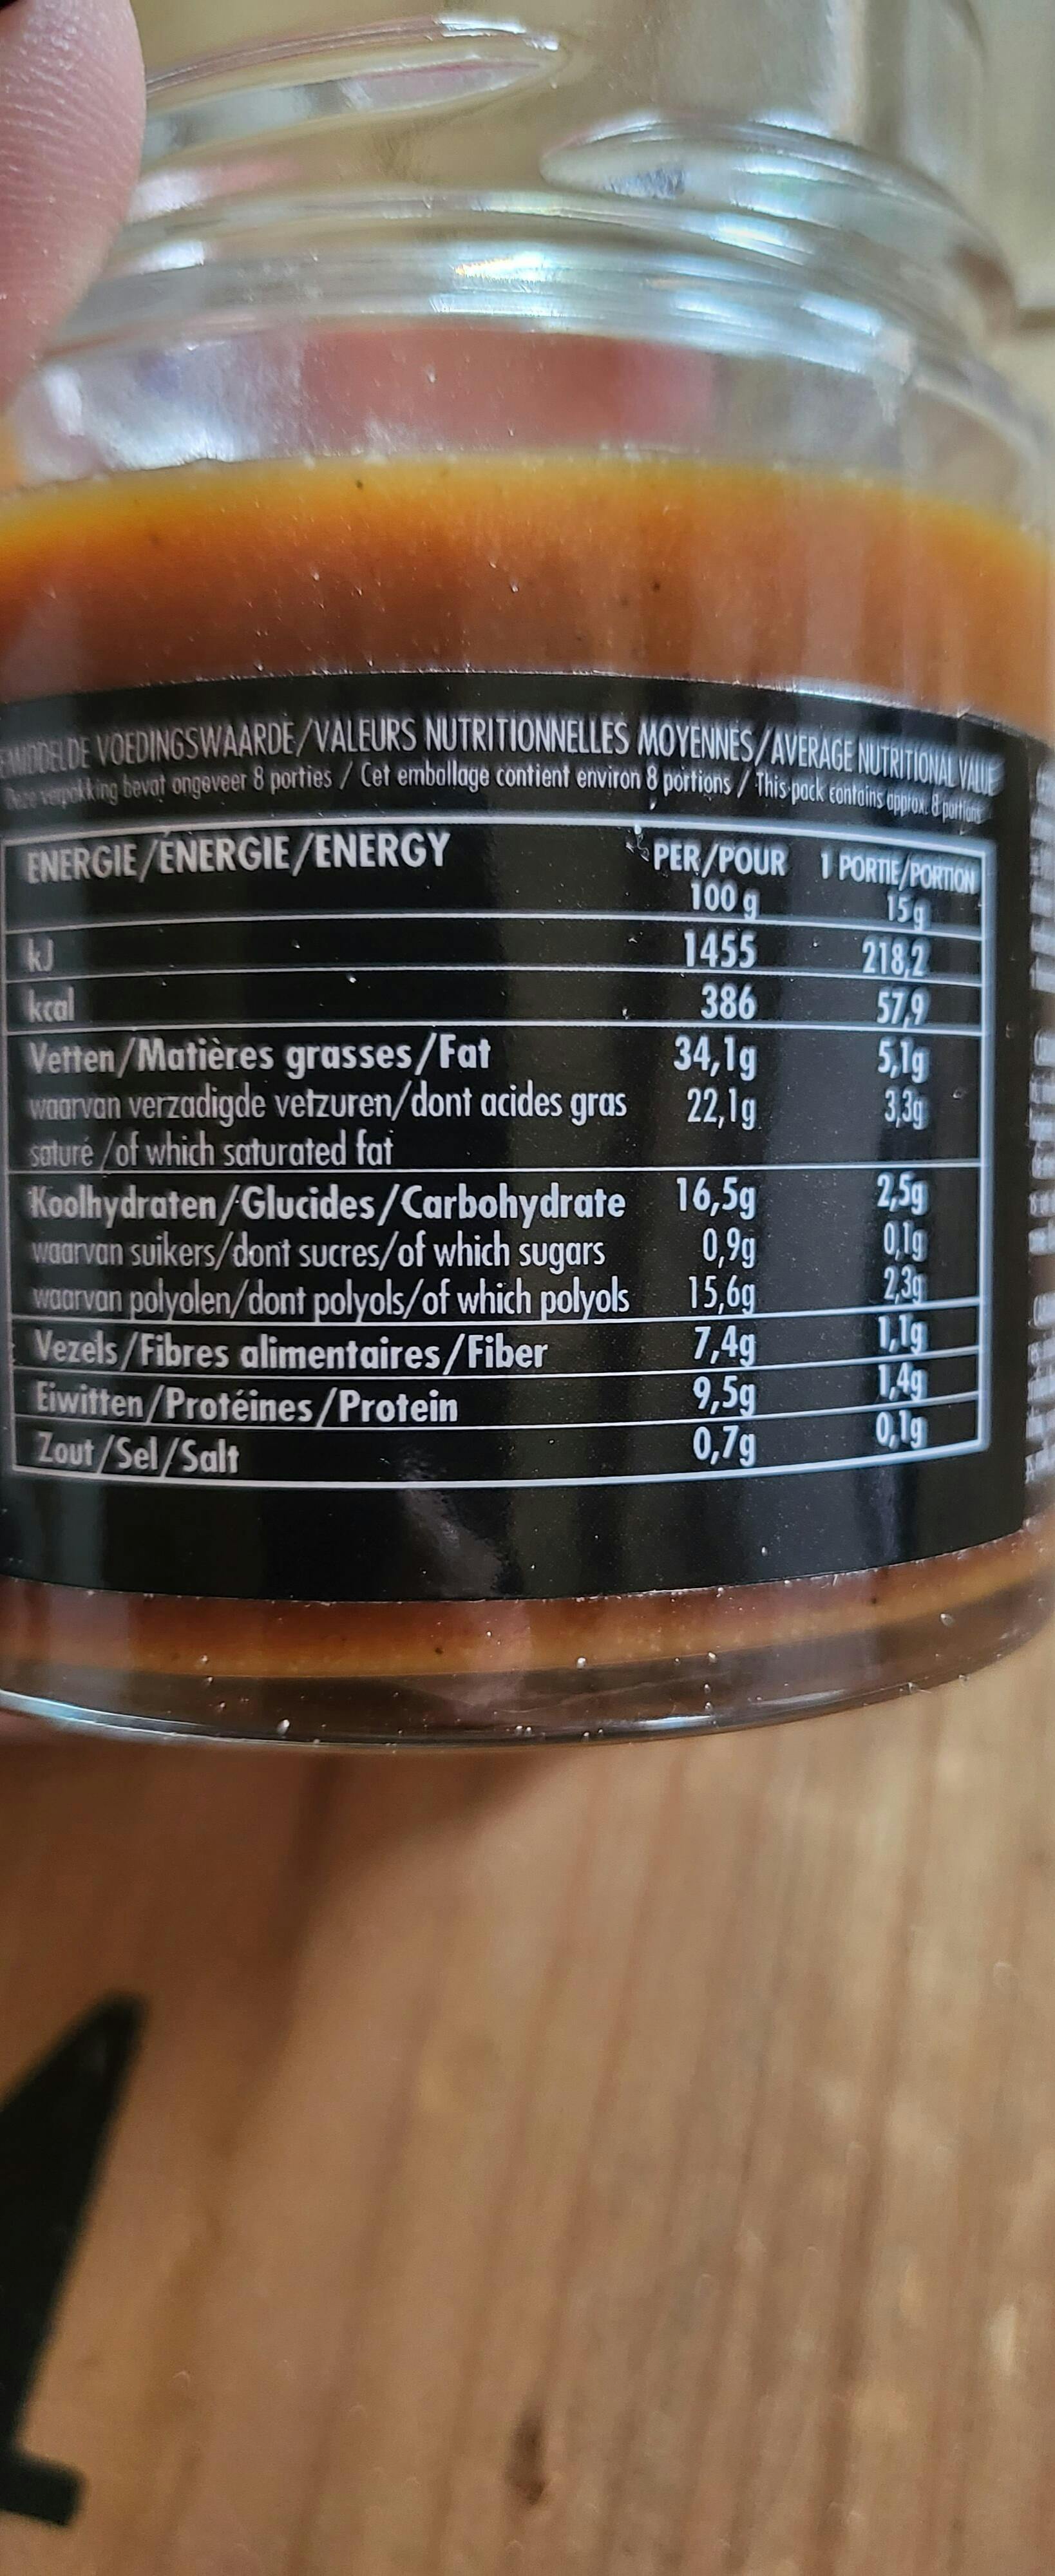 EMIDDELDE VOEDINGSWAARDE/VALEURS NUTRITIONNELLES MOYENNES/AVERAGE NUTRITIONAL VALUE
Deze verpakking bevat ongeveer 8 porties / Cet emballage contient environ 8 portions / This pack contains approx. 8 portions
ENERGIE/ÉNERGIE/ENERGY PER/POUR 1 PORTIE/PORTION
100 g 15g
kJ 1455 218,2
kcal 386 57,9
Vetten/Matières grasses/Fat 34,1g 5,1g
waarvan verzadigde vetzuren/dont acides gras 22,1g 3,3g
saturé /of which saturated fat
Koolhydraten/Glucides/Carbohydrate 16,5g 2,5g
waarvan suikers/dont sucres/of which sugars 0,9g 0,1g
waarvan polyolen/dont polyols/of which polyols 15,6g 2,3g
Vezels/Fibres alimentaires/Fiber 7,4g 1,1g
Eiwitten/Protéines/Protein 9,5g 1,4g
Zout/Sel/Salt 0,7g 0,1g